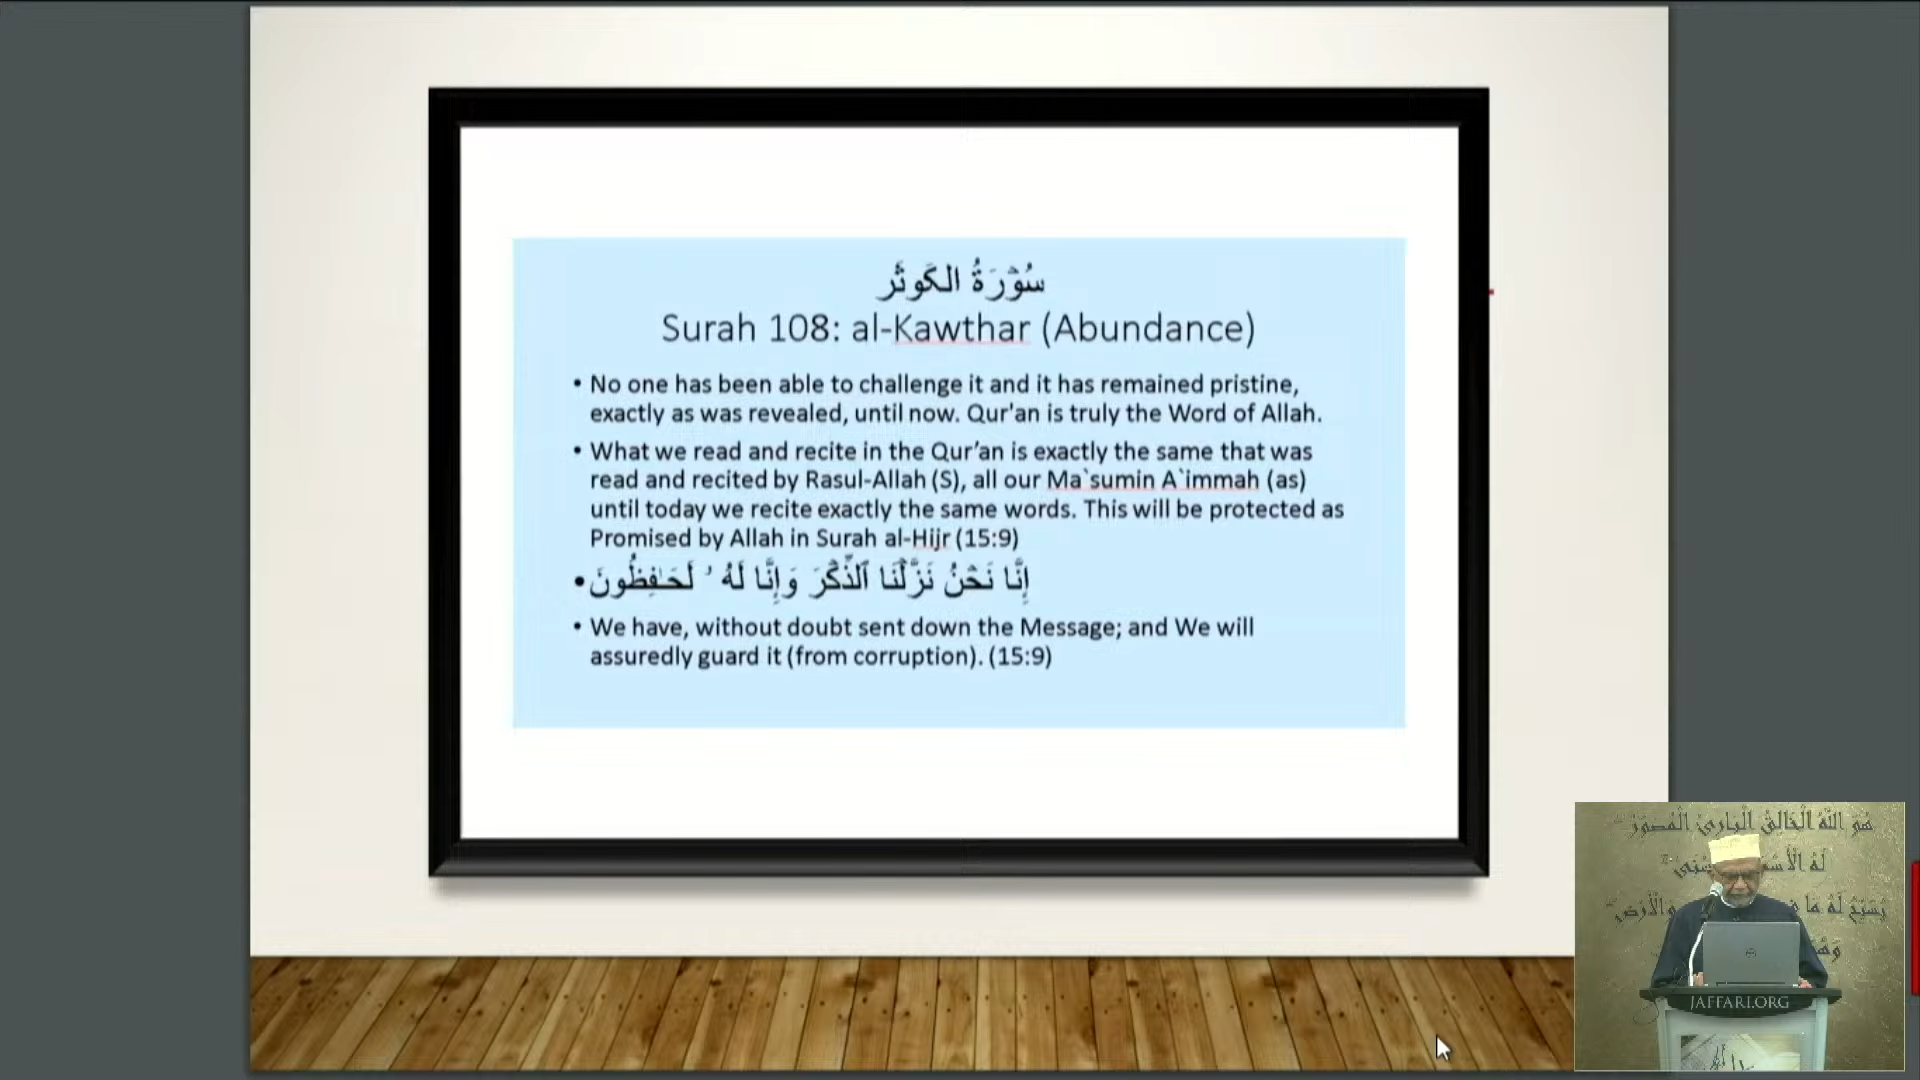 سُوْرَةُ الكَوثَر
Surah 108: al-Kawthar (Abundance)
• No one has been able to challenge it and it has remained pristine,
exactly as was revealed, until now. Qur'an is truly the Word of Allah.
• What we read and recite in the Qur’an is exactly the same that was
read and recited by Rasul-Allah (S), all our Ma`sumin A`immah (as)
until today we recite exactly the same words. This will be protected as
Promised by Allah in Surah al-Hijr (15:9)
• إِنَّا نَحْنُ نَزَّلْنَا ٱلذِّكْرَ وَإِنَّا لَهُ ۥ لَحَـٰفِظُونَ
• We have, without doubt sent down the Message; and We will
assuredly guard it (from corruption). (15:9)
هُوَ اللَّهُ الْخَالِقُ الْبَارِئُ الْمُصَوِّرُ
لَهُ
يُسَبِّحُ لَهُ مَا
وَالْأَرْضِ
JAFFARI.ORG